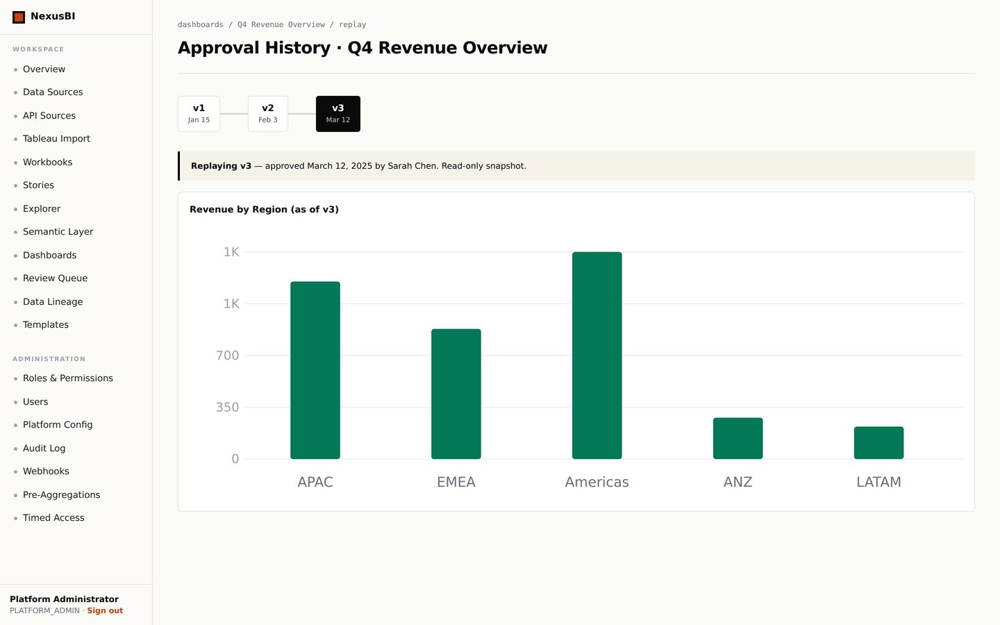 NexusBI
WORKSPACE
Overview
Data Sources
API Sources
Tableau Import
Workbooks
Stories
Explorer
Semantic Layer
Dashboards
Review Queue
Data Lineage
Templates
ADMINISTRATION
Roles & Permissions
Users
Platform Config
Audit Log
Webhooks
Pre-Aggregations
Timed Access
Platform Administrator
PLATFORM_ADMIN · Sign out
dashboards / Q4 Revenue Overview / replay
Approval History · Q4 Revenue Overview
v1
Jan 15
v2
Feb 3
v3
Mar 12
Replaying v3 — approved March 12, 2025 by Sarah Chen. Read-only snapshot.
Revenue by Region (as of v3)
1K
1K
700
350
0
APAC EMEA Americas ANZ LATAM